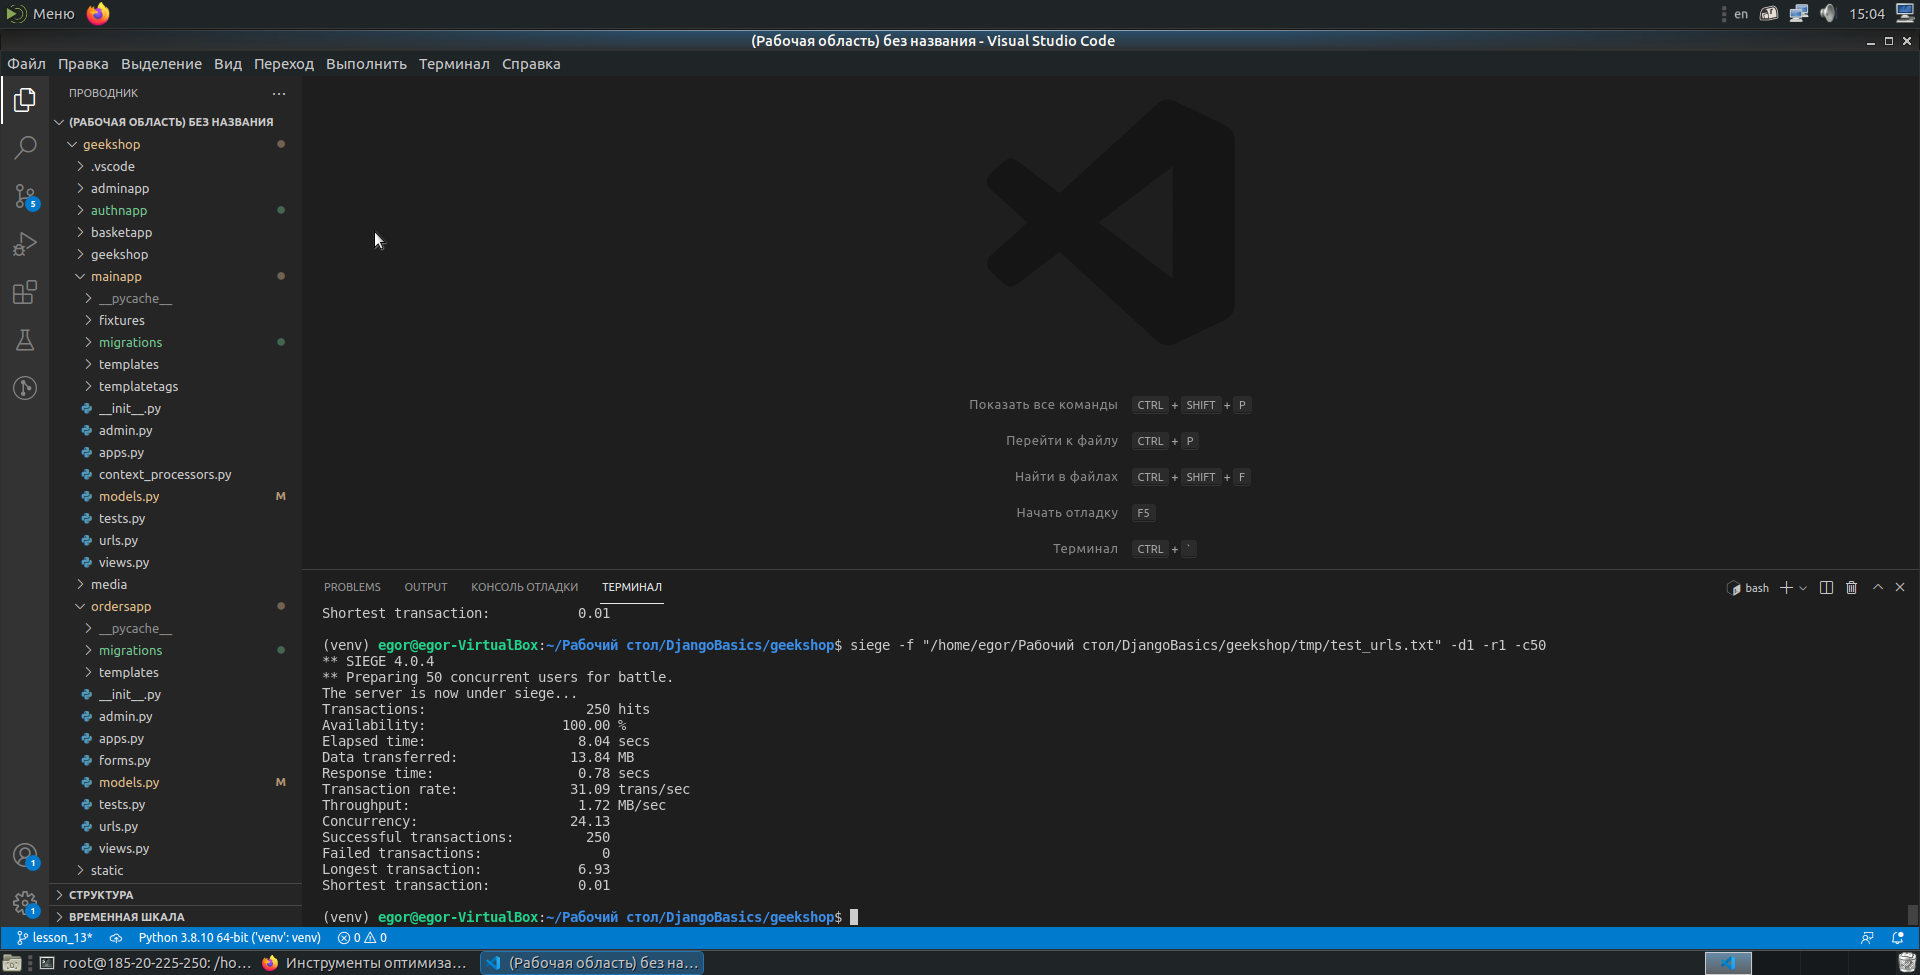 Меню
en
15:04
(Рабочая область) без названия - Visual Studio Code
Файл Правка Выделение Вид Переход Выполнить Терминал Справка
ПРОВОДНИК
(РАБОЧАЯ ОБЛАСТЬ) БЕЗ НАЗВАНИЯ
geekshop
.vscode
adminapp
authnapp
basketapp
geekshop
mainapp
__pycache__
fixtures
migrations
templates
templatetags
__init__.py
admin.py
apps.py
context_processors.py
models.py M
tests.py
urls.py
views.py
media
ordersapp
__pycache__
migrations
templates
__init__.py
admin.py
apps.py
forms.py
models.py M
tests.py
urls.py
views.py
static
СТРУКТУРА
ВРЕМЕННАЯ ШКАЛА
5
1
1
Показать все команды CTRL + SHIFT + P
Перейти к файлу CTRL + P
Найти в файлах CTRL + SHIFT + F
Начать отладку F5
Терминал CTRL + `
PROBLEMS OUTPUT КОНСОЛЬ ОТЛАДКИ ТЕРМИНАЛ
bash
Shortest transaction: 0.01
(venv) egor@egor-VirtualBox:~/Рабочий стол/DjangoBasics/geekshop$ siege -f "/home/egor/Рабочий стол/DjangoBasics/geekshop/tmp/test_urls.txt" -d1 -r1 -c50
** SIEGE 4.0.4
** Preparing 50 concurrent users for battle.
The server is now under siege...
Transactions: 250 hits
Availability: 100.00 %
Elapsed time: 8.04 secs
Data transferred: 13.84 MB
Response time: 0.78 secs
Transaction rate: 31.09 trans/sec
Throughput: 1.72 MB/sec
Concurrency: 24.13
Successful transactions: 250
Failed transactions: 0
Longest transaction: 6.93
Shortest transaction: 0.01
(venv) egor@egor-VirtualBox:~/Рабочий стол/DjangoBasics/geekshop$
lesson_13* Python 3.8.10 64-bit ('venv': venv) 0 0
root@185-20-225-250: /ho... Инструменты оптимиза... (Рабочая область) без на...